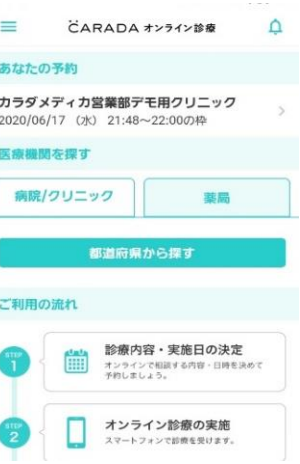 CARADA オンライン診療
あなたの予約
カラダメディカ営業部デモ用クリニック
2020/06/17 （水） 21:48～22:00の枠
医療機関を探す
病院/クリニック
薬局
都道府県から探す
ご利用の流れ
STEP
1
診療内容・実施日の決定
オンラインで相談する内容・日時を決めて
予約しましょう。
STEP
2
オンライン診療の実施
スマートフォンで診療を受けます。